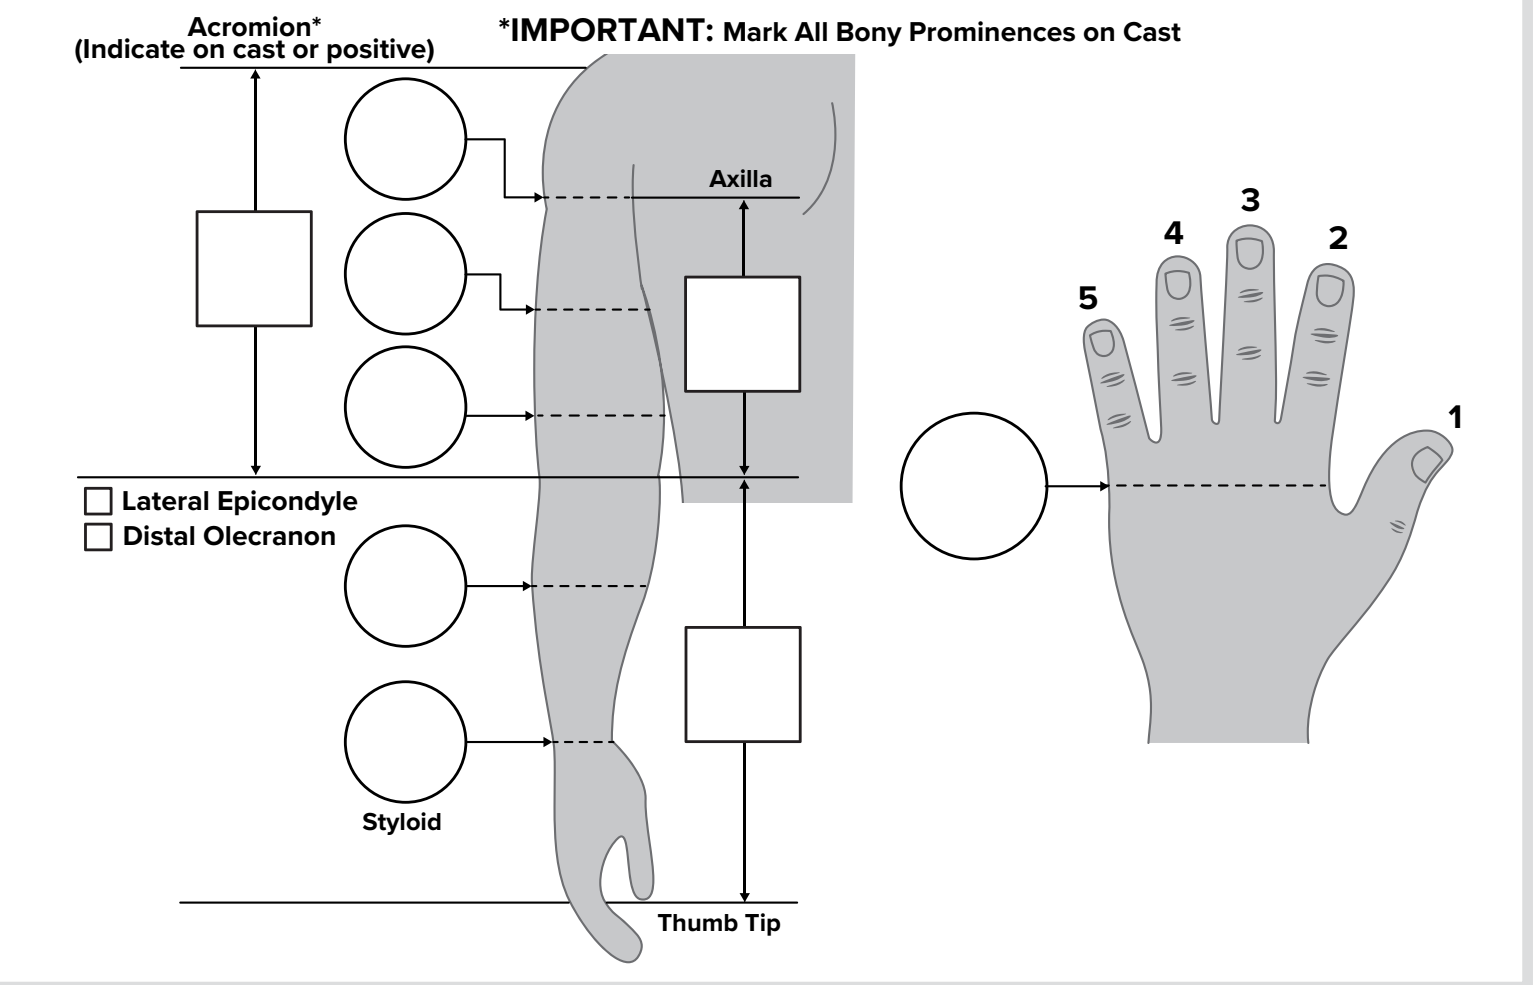 Acromion*
(Indicate on cast or positive)
*IMPORTANT: Mark All Bony Prominences on Cast
Axilla
3
4
2
5
1
Lateral Epicondyle
Distal Olecranon
Styloid
Thumb Tip